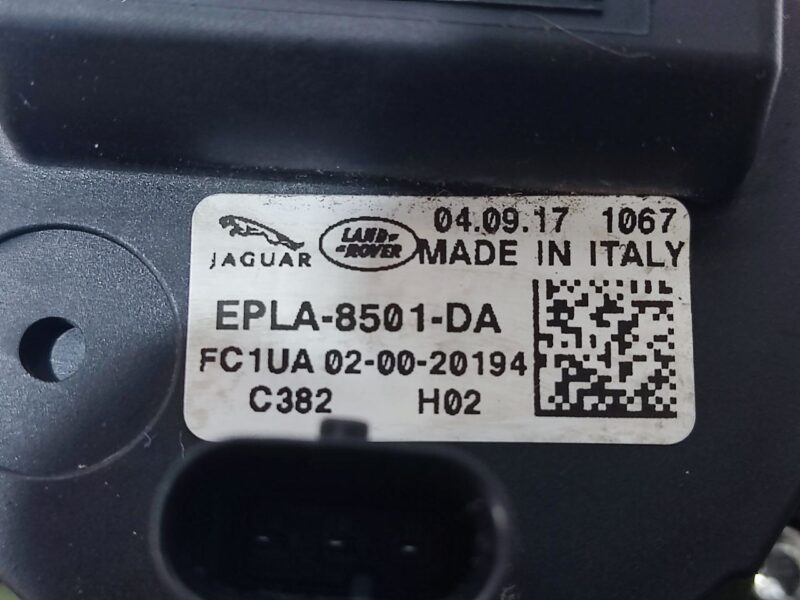 04.09.17 1067
JAGUAR LAND ROVER MADE IN ITALY
EPLA-8501-DA
FC1UA 02-00-20194
C382 H02